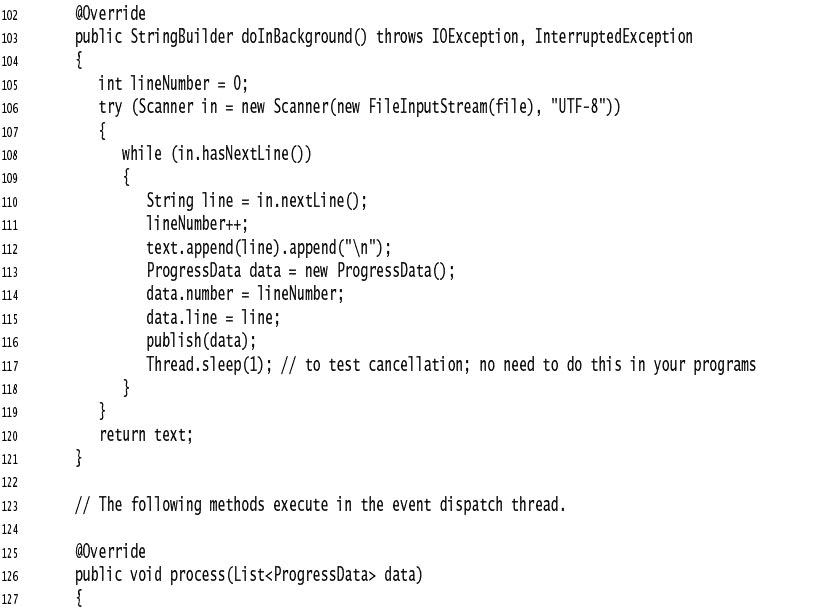 102 @Override
103 public StringBuilder doInBackground() throws IOException, InterruptedException
104 {
105 int lineNumber = 0;
106 try (Scanner in = new Scanner(new FileInputStream(file), "UTF-8"))
107 {
108 while (in.hasNextLine())
109 {
110 String line = in.nextLine();
111 lineNumber++;
112 text.append(line).append("\n");
113 ProgressData data = new ProgressData();
114 data.number = lineNumber;
115 data.line = line;
116 publish(data);
117 Thread.sleep(1); // to test cancellation; no need to do this in your programs
118 }
119 }
120 return text;
121 }
122
123 // The following methods execute in the event dispatch thread.
124
125 @Override
126 public void process(List<ProgressData> data)
127 {